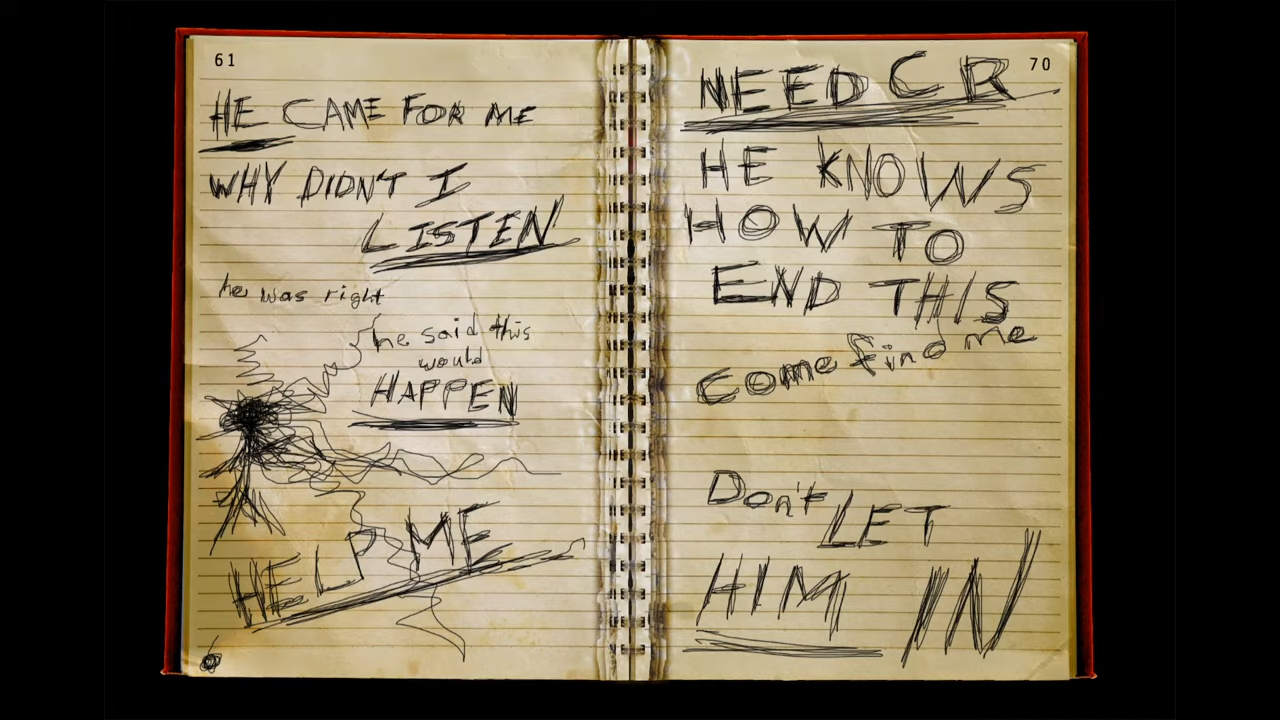 61
HE CAME FOR ME
WHY DIDN'T I
LISTEN
he was right
he said this
would
HAPPEN
HELP ME
70
NEED CR
HE KNOWS
HOW TO
END THIS
Come find me
Don't LET
HIM IN